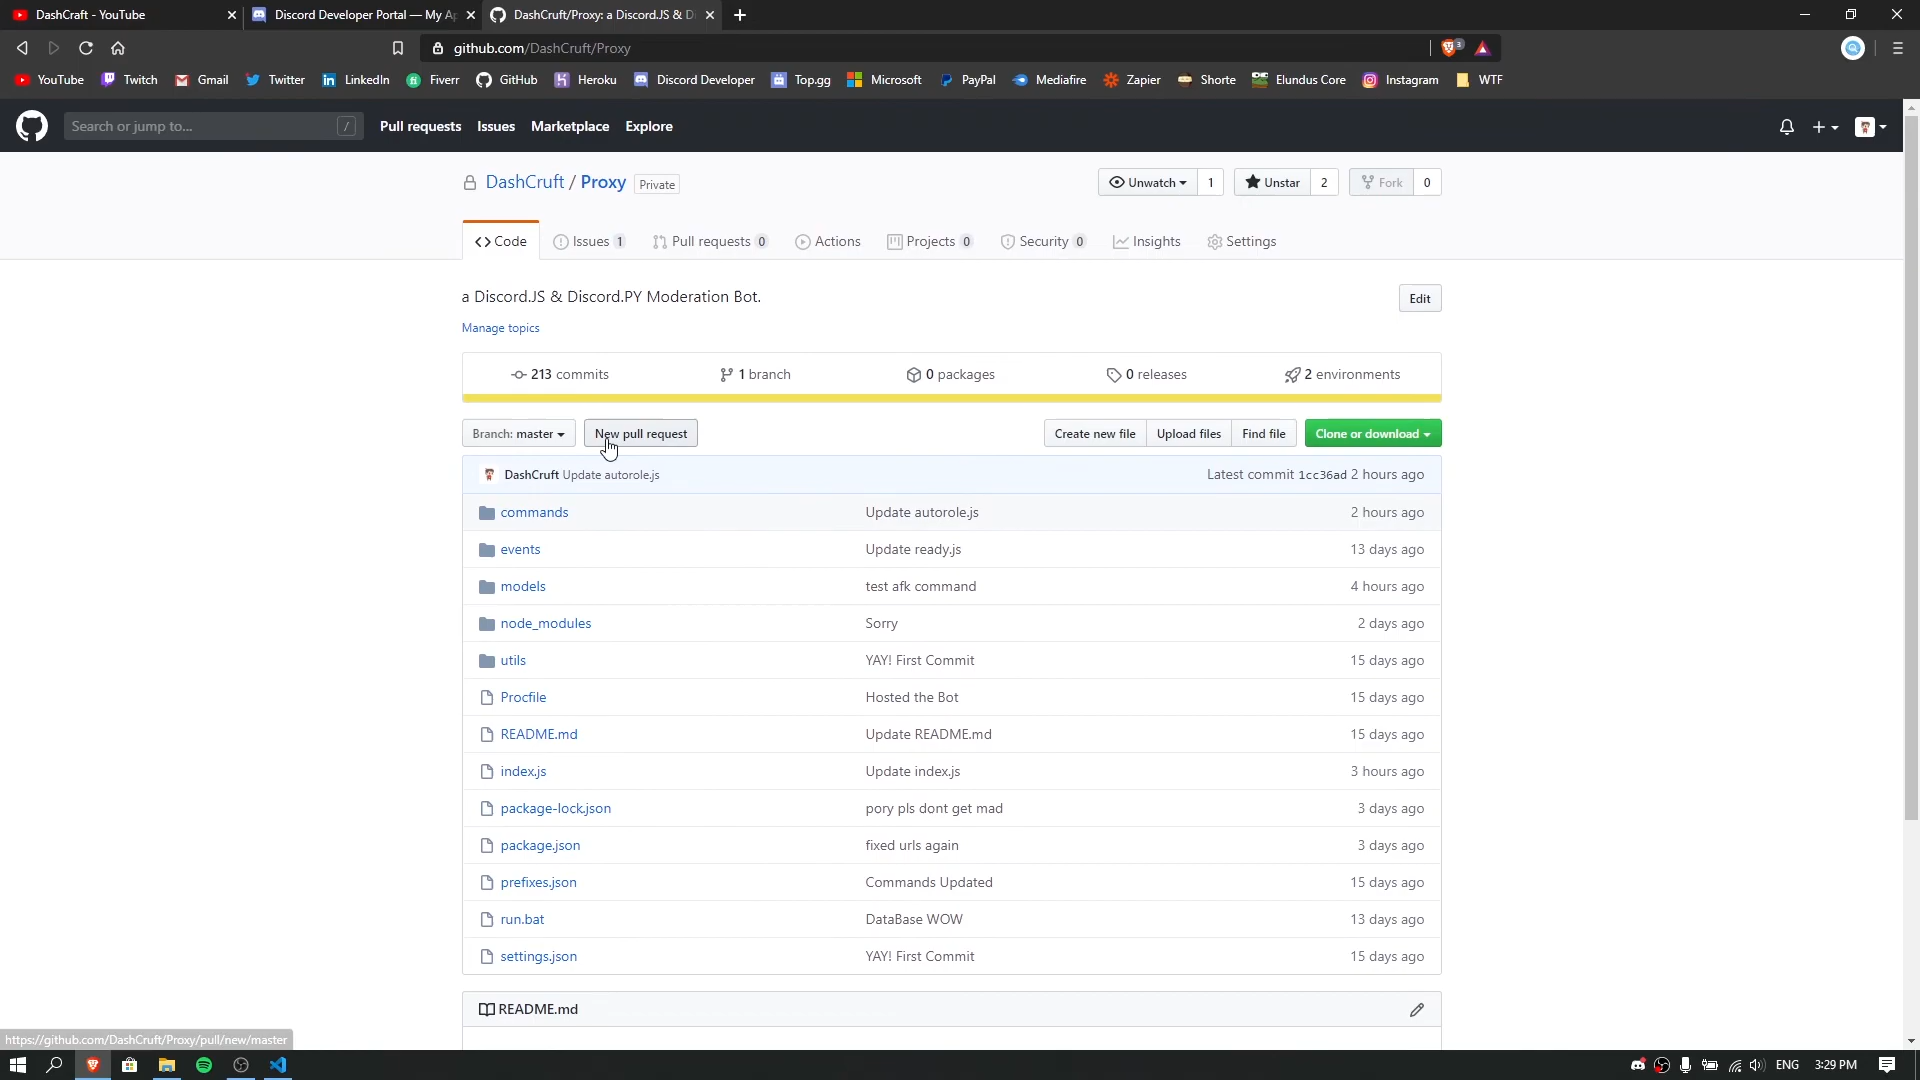 DashCraft - YouTube
Discord Developer Portal — My Ap
DashCruft/Proxy: a Discord.JS & D
github.com/DashCruft/Proxy
3
YouTube Twitch Gmail Twitter LinkedIn Fiverr GitHub Heroku Discord Developer Top.gg Microsoft PayPal Mediafire Zapier Shorte Elundus Core Instagram WTF
Search or jump to... /
Pull requests Issues Marketplace Explore
DashCruft / Proxy Private
Unwatch 1 Unstar 2 Fork 0
Code Issues 1 Pull requests 0 Actions Projects 0 Security 0 Insights Settings
a Discord.JS & Discord.PY Moderation Bot.
Edit
Manage topics
213 commits 1 branch 0 packages 0 releases 2 environments
Branch: master New pull request Create new file Upload files Find file Clone or download
DashCruft Update autorole.js Latest commit 1cc36ad 2 hours ago
commands Update autorole.js 2 hours ago
events Update ready.js 13 days ago
models test afk command 4 hours ago
node_modules Sorry 2 days ago
utils YAY! First Commit 15 days ago
Procfile Hosted the Bot 15 days ago
README.md Update README.md 15 days ago
index.js Update index.js 3 hours ago
package-lock.json pory pls dont get mad 3 days ago
package.json fixed urls again 3 days ago
prefixes.json Commands Updated 15 days ago
run.bat DataBase WOW 13 days ago
settings.json YAY! First Commit 15 days ago
README.md
https://github.com/DashCruft/Proxy/pull/new/master
ENG 3:29 PM